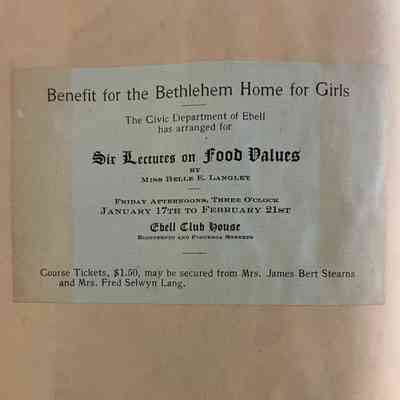 Benefit for the Bethlehem Home for Girls
The Civic Department of Ebell
has arranged for
Six Lectures on Food Values
BY
MISS BELLE E. LANGLEY
FRIDAY AFTERNOONS, THREE O'CLOCK
JANUARY 17TH TO FEBRUARY 21ST
Ebell Club House
EIGHTEENTH AND FIGUEROA STREETS
Course Tickets, $1.50, may be secured from Mrs. James Bert Stearns
and Mrs. Fred Selwyn Lang.